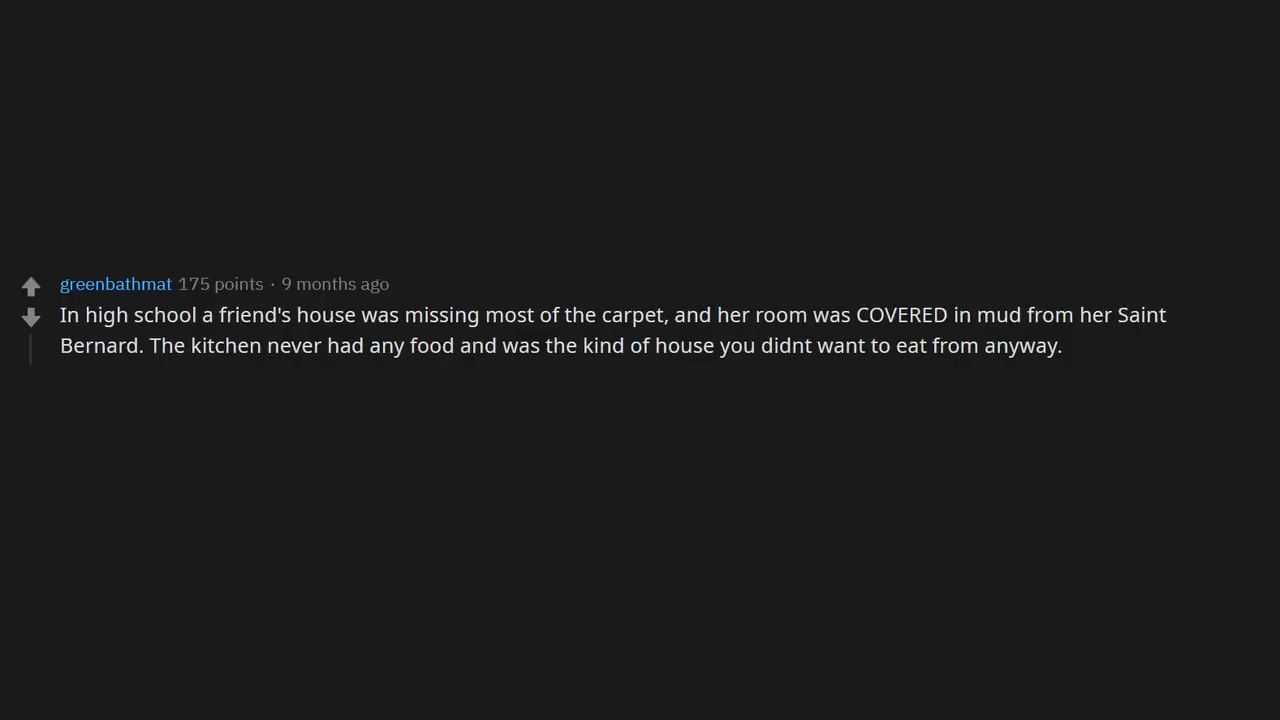 greenbathmat 175 points · 9 months ago
In high school a friend's house was missing most of the carpet, and her room was COVERED in mud from her Saint
Bernard. The kitchen never had any food and was the kind of house you didnt want to eat from anyway.